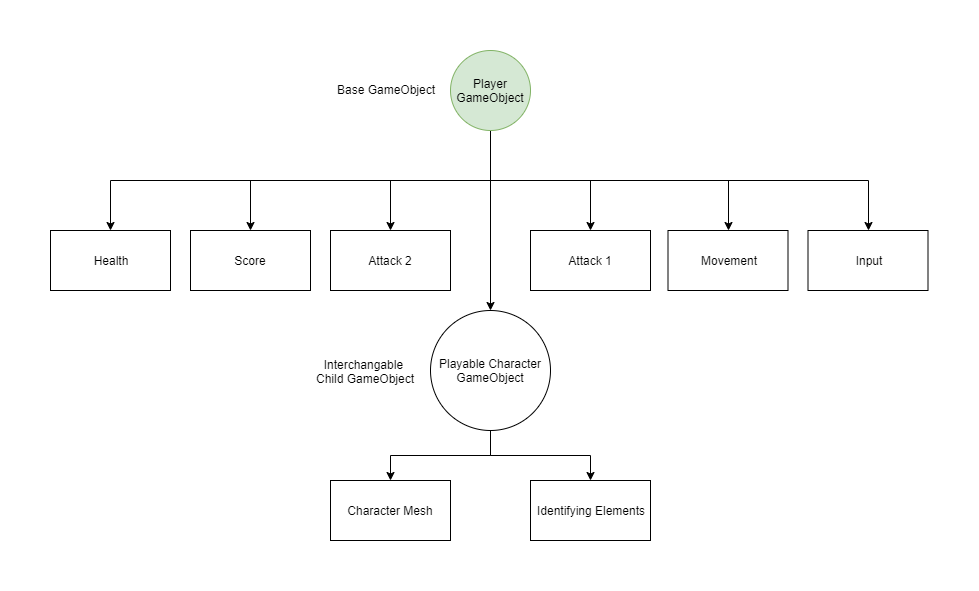 Base GameObject
Player
GameObject
Health
Score
Attack 2
Attack 1
Movement
Input
Interchangable
Child GameObject
Playable Character
GameObject
Character Mesh
Identifying Elements